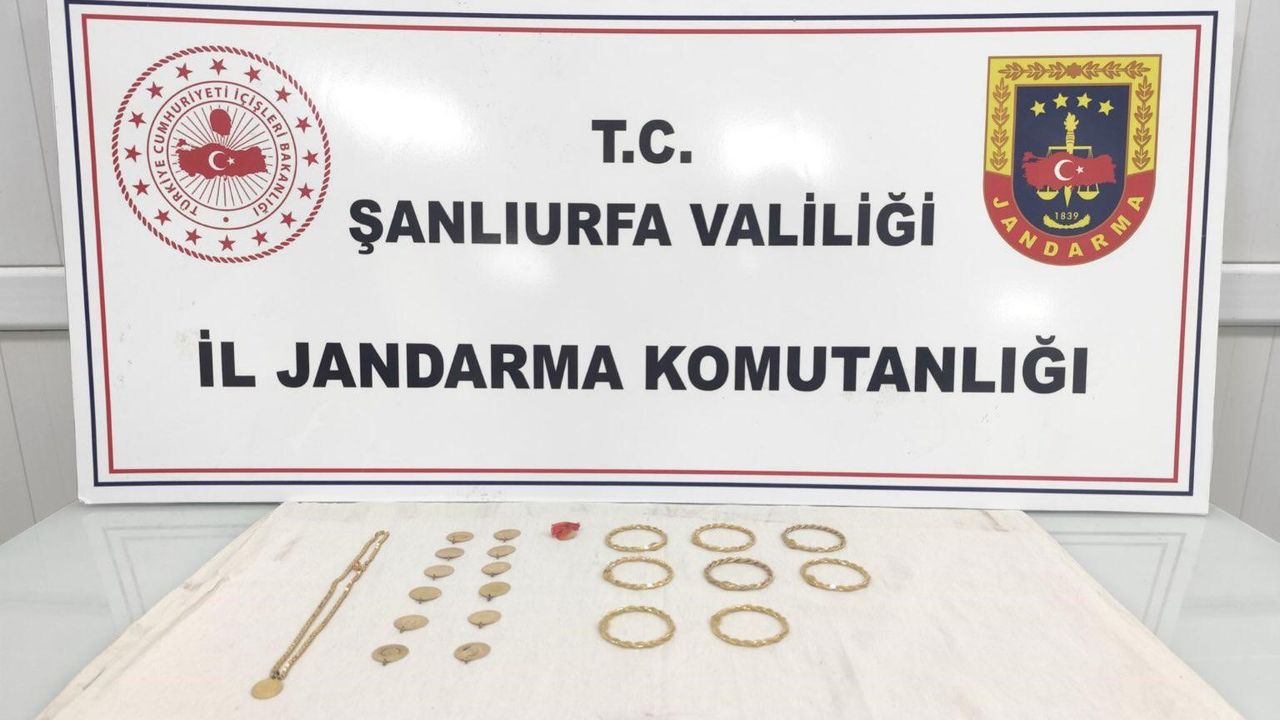 TÜRKİYE CUMHURİYETİ İÇİŞLERİ BAKANLIĞI
T.C.
ŞANLIURFA VALİLİĞİ
İL JANDARMA KOMUTANLIĞI
1839
JANDARMA